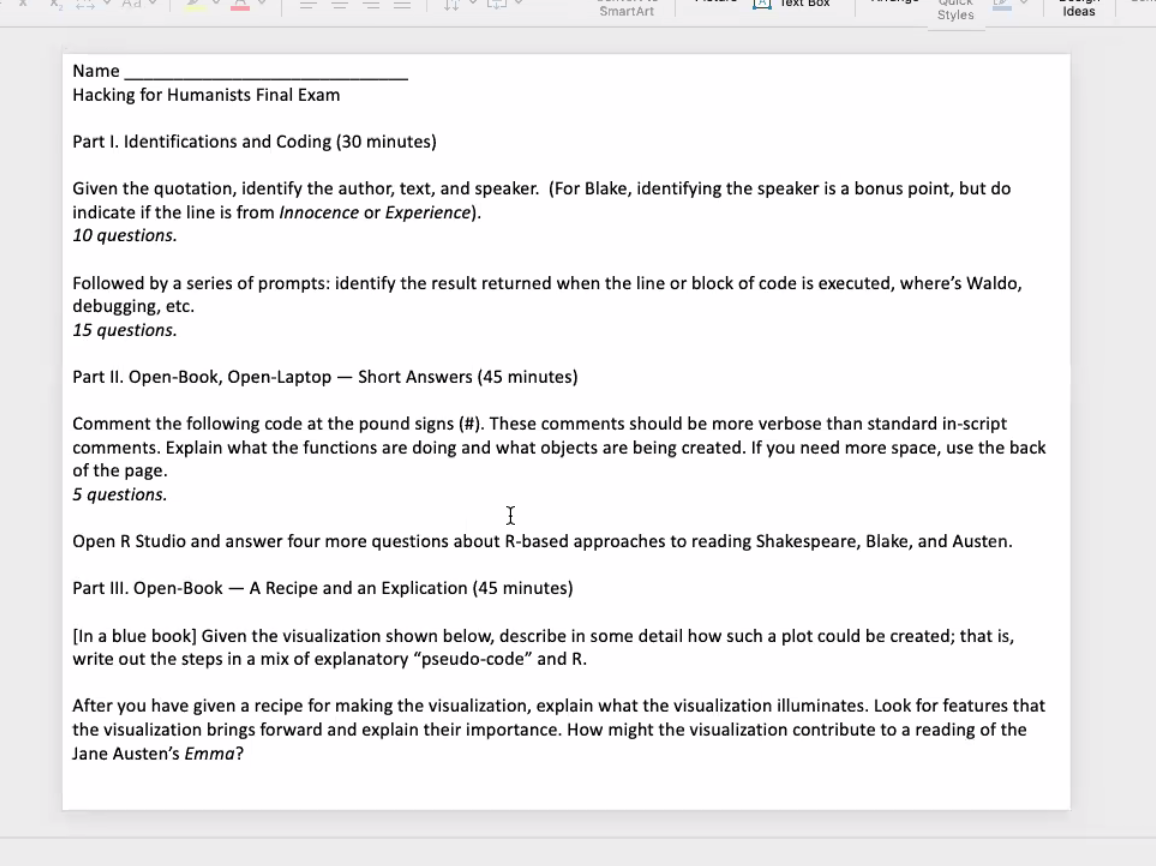 SmartArt
Text Box
Quick
Styles
Ideas
Name ______________________________
Hacking for Humanists Final Exam
Part I. Identifications and Coding (30 minutes)
Given the quotation, identify the author, text, and speaker.  (For Blake, identifying the speaker is a bonus point, but do
indicate if the line is from Innocence or Experience).
10 questions.
Followed by a series of prompts: identify the result returned when the line or block of code is executed, where’s Waldo,
debugging, etc.
15 questions.
Part II. Open-Book, Open-Laptop — Short Answers (45 minutes)
Comment the following code at the pound signs (#). These comments should be more verbose than standard in-script
comments. Explain what the functions are doing and what objects are being created. If you need more space, use the back
of the page.
5 questions.
Open R Studio and answer four more questions about R-based approaches to reading Shakespeare, Blake, and Austen.
Part III. Open-Book — A Recipe and an Explication (45 minutes)
[In a blue book] Given the visualization shown below, describe in some detail how such a plot could be created; that is,
write out the steps in a mix of explanatory “pseudo-code” and R.
After you have given a recipe for making the visualization, explain what the visualization illuminates. Look for features that
the visualization brings forward and explain their importance. How might the visualization contribute to a reading of the
Jane Austen’s Emma?